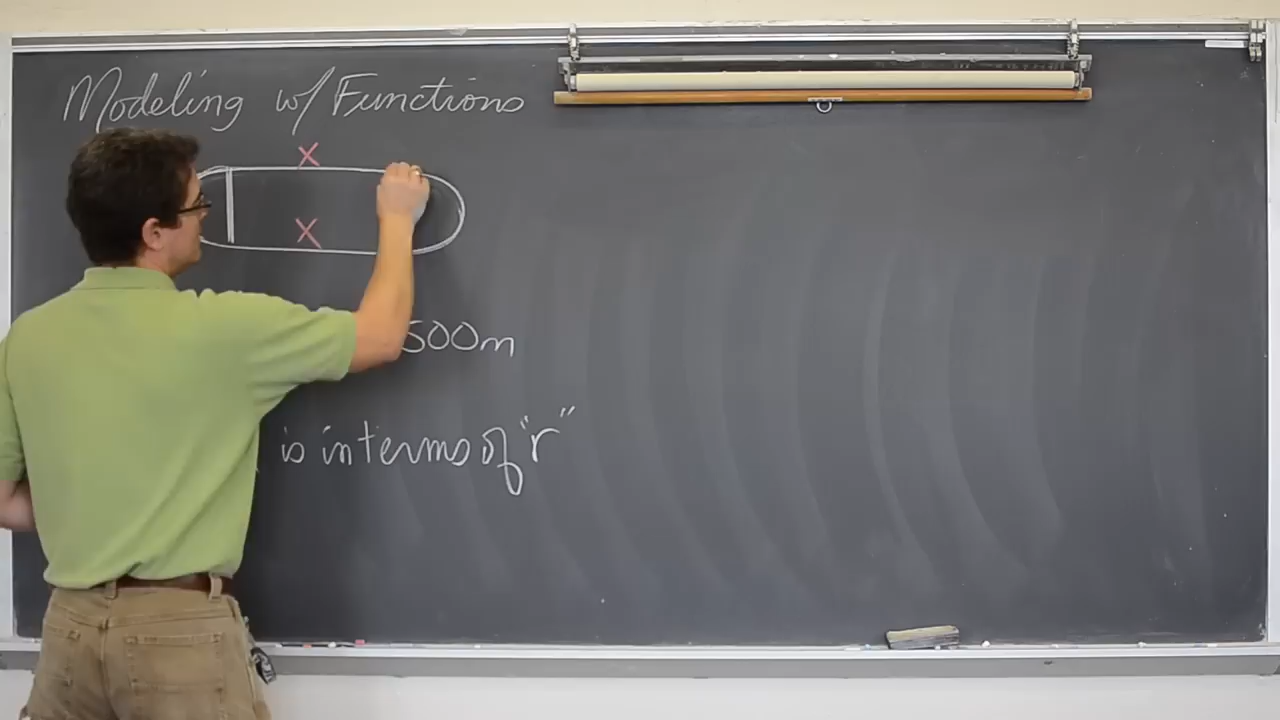 Modeling w/ Functions
x
x
500m
is in terms of "r"